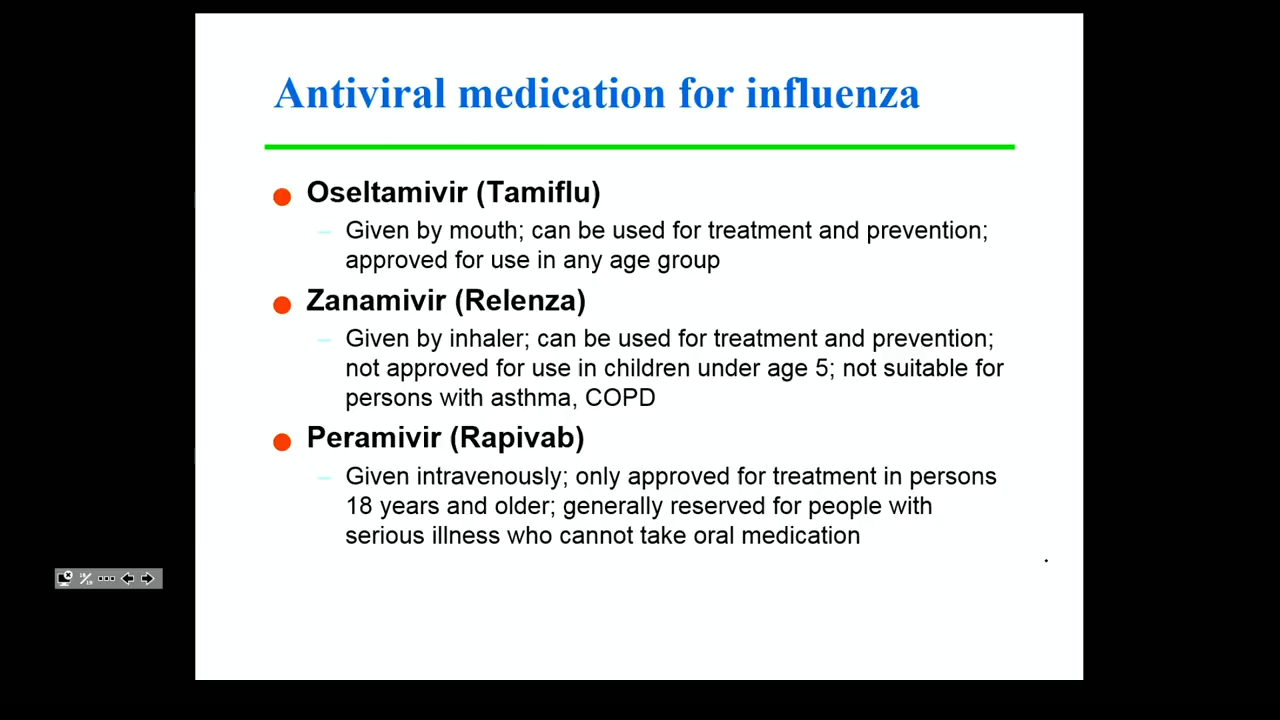 Antiviral medication for influenza
Oseltamivir (Tamiflu)
– Given by mouth; can be used for treatment and prevention;
approved for use in any age group
Zanamivir (Relenza)
– Given by inhaler; can be used for treatment and prevention;
not approved for use in children under age 5; not suitable for
persons with asthma, COPD
Peramivir (Rapivab)
– Given intravenously; only approved for treatment in persons
18 years and older; generally reserved for people with
serious illness who cannot take oral medication